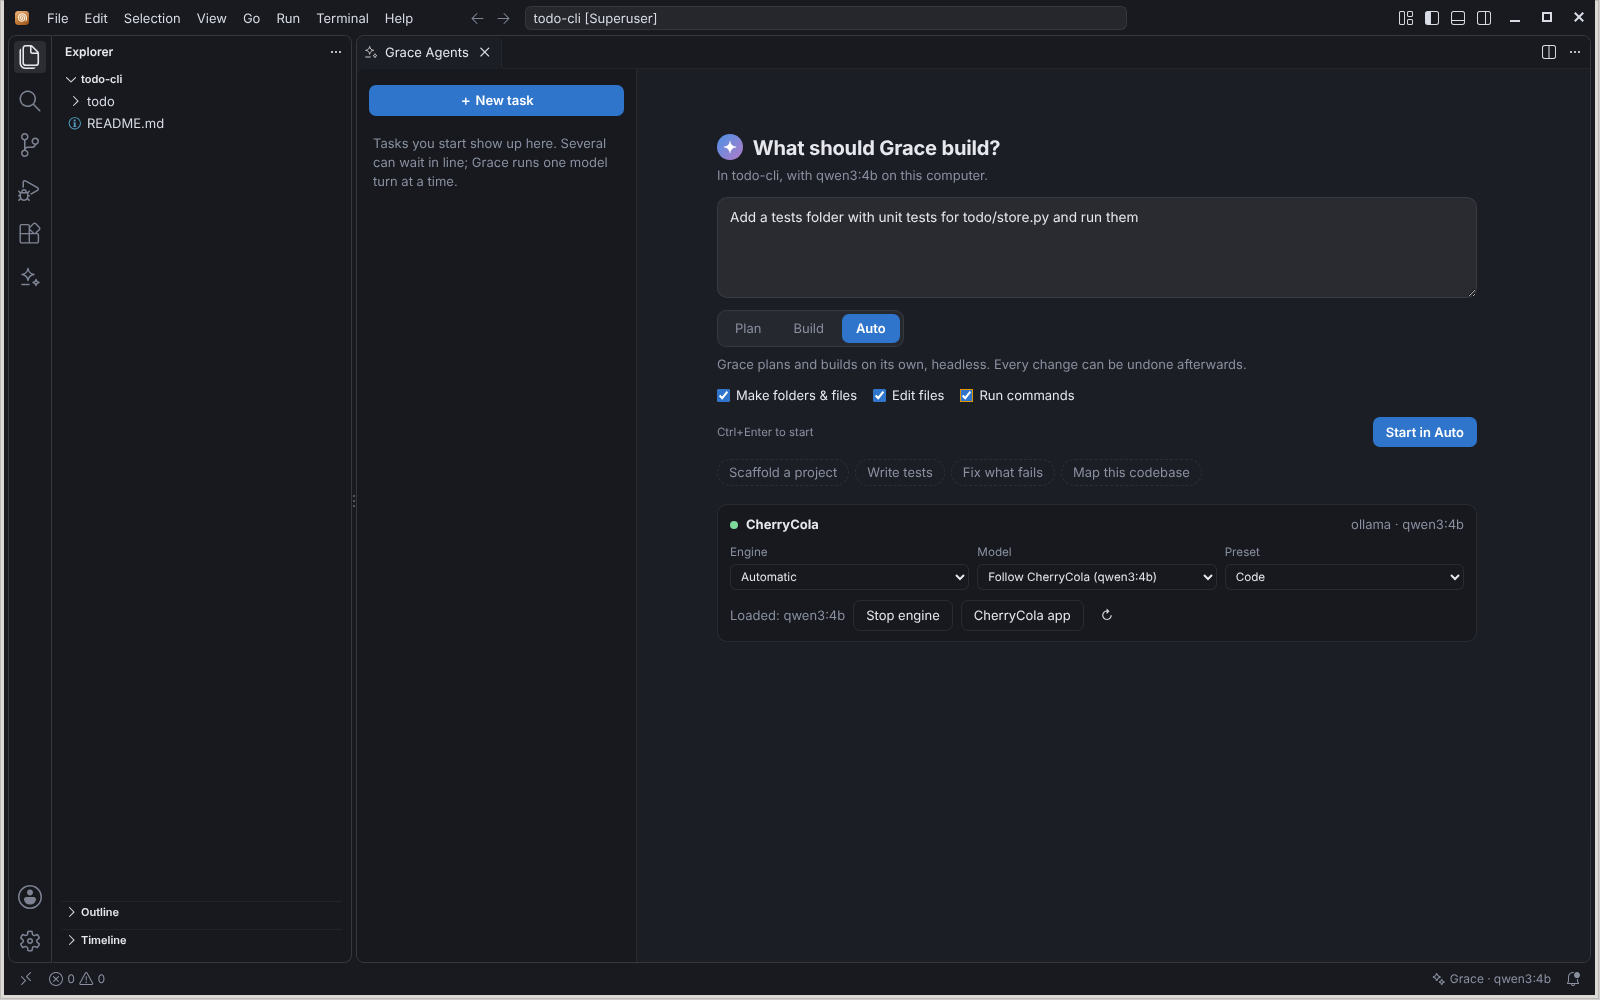 File Edit Selection View Go Run Terminal Help
todo-cli [Superuser]
Explorer
todo-cli
todo
README.md
Outline
Timeline
Grace Agents
+ New task
Tasks you start show up here. Several
can wait in line; Grace runs one model
turn at a time.
What should Grace build?
In todo-cli, with qwen3:4b on this computer.
Add a tests folder with unit tests for todo/store.py and run them
Plan Build Auto
Grace plans and builds on its own, headless. Every change can be undone afterwards.
Make folders & files Edit files Run commands
Ctrl+Enter to start
Start in Auto
Scaffold a project Write tests Fix what fails Map this codebase
CherryCola ollama · qwen3:4b
Engine Model Preset
Automatic Follow CherryCola (qwen3:4b) Code
Loaded: qwen3:4b Stop engine CherryCola app
0 0
Grace · qwen3:4b